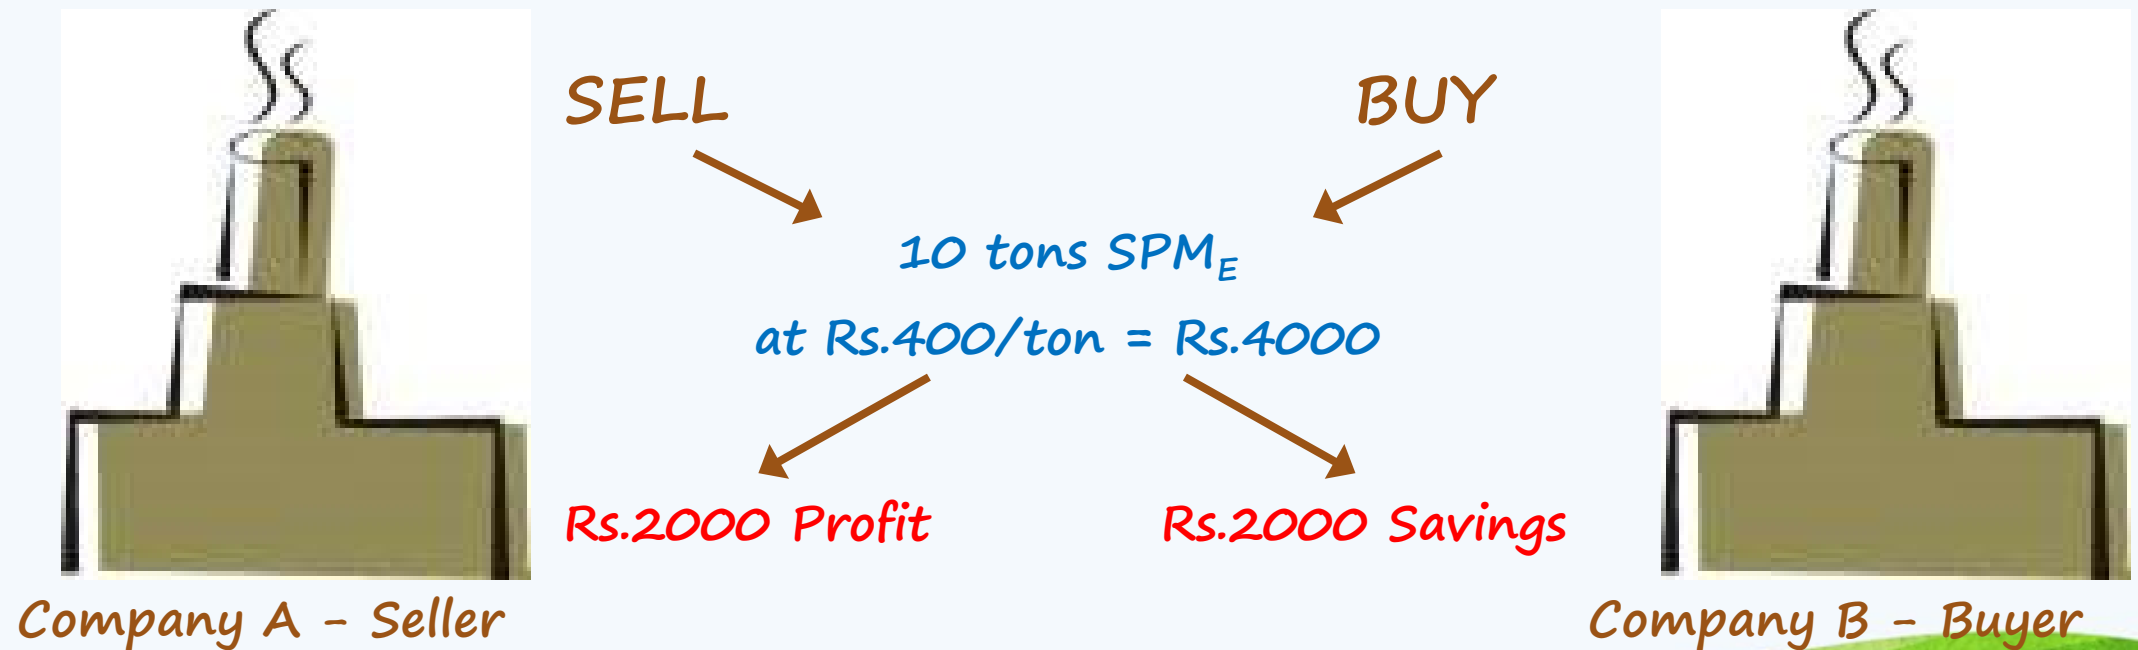 SELL
BUY
10 tons SPM_E
at Rs.400/ton = Rs.4000
Rs.2000 Profit
Rs.2000 Savings
Company A - Seller
Company B - Buyer